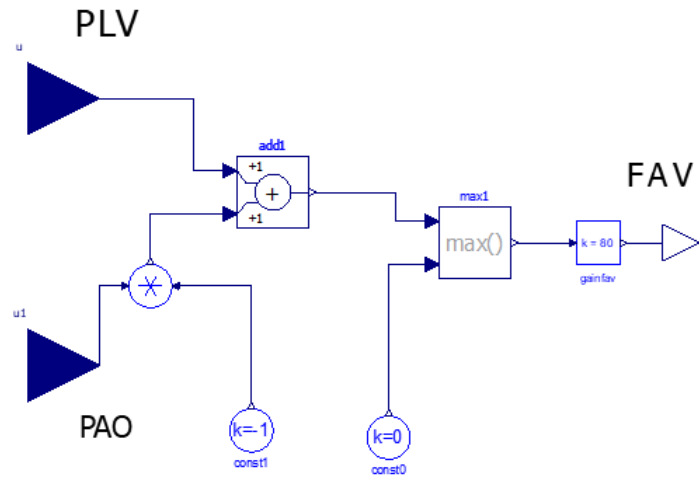 PLV
u
add1
+1
+
+1
FAV
max1
max()
k = 80
gainfav
u1
PAO
k=-1
const1
k=0
const0